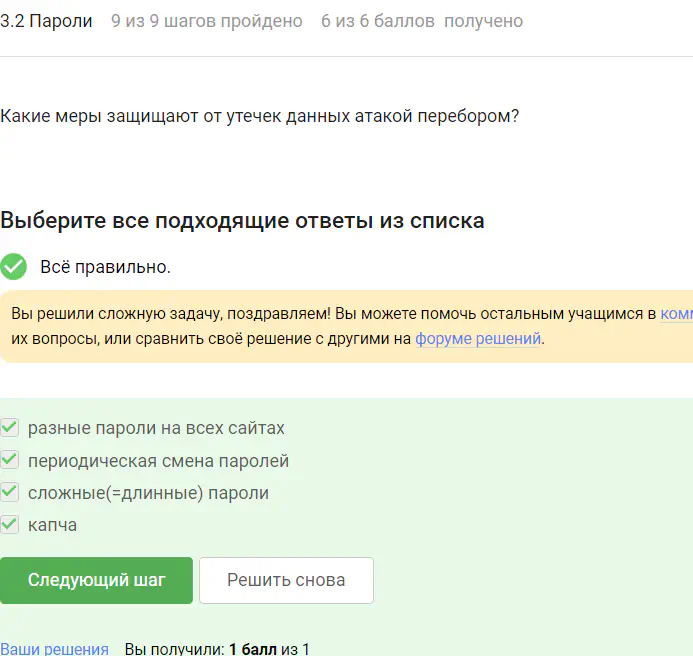 3.2 Пароли 9 из 9 шагов пройдено 6 из 6 баллов получено
Какие меры защищают от утечек данных атакой перебором?
Выберите все подходящие ответы из списка
Всё правильно.
Вы решили сложную задачу, поздравляем! Вы можете помочь остальным учащимся в
их вопросы, или сравнить своё решение с другими на форуме решений.
разные пароли на всех сайтах
периодическая смена паролей
сложные(=длинные) пароли
капча
Следующий шаг Решить снова
Ваши решения Вы получили: 1 балл из 1